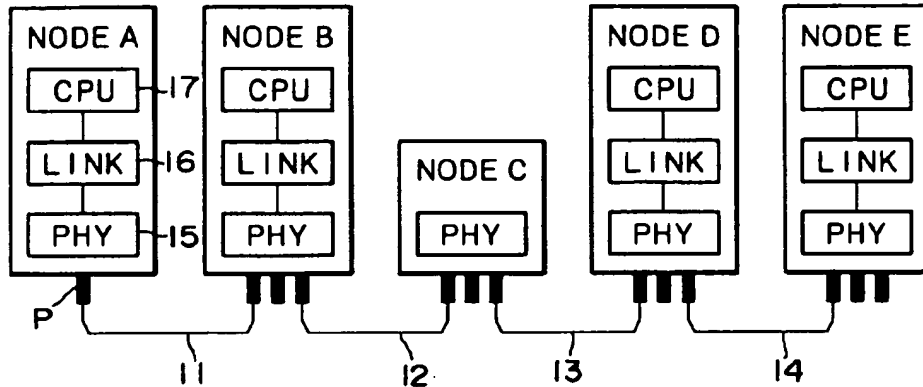 NODE A
CPU
LINK
PHY
17
16
15
P
NODE B
CPU
LINK
PHY
NODE C
PHY
NODE D
CPU
LINK
PHY
NODE E
CPU
LINK
PHY
11
12
13
14